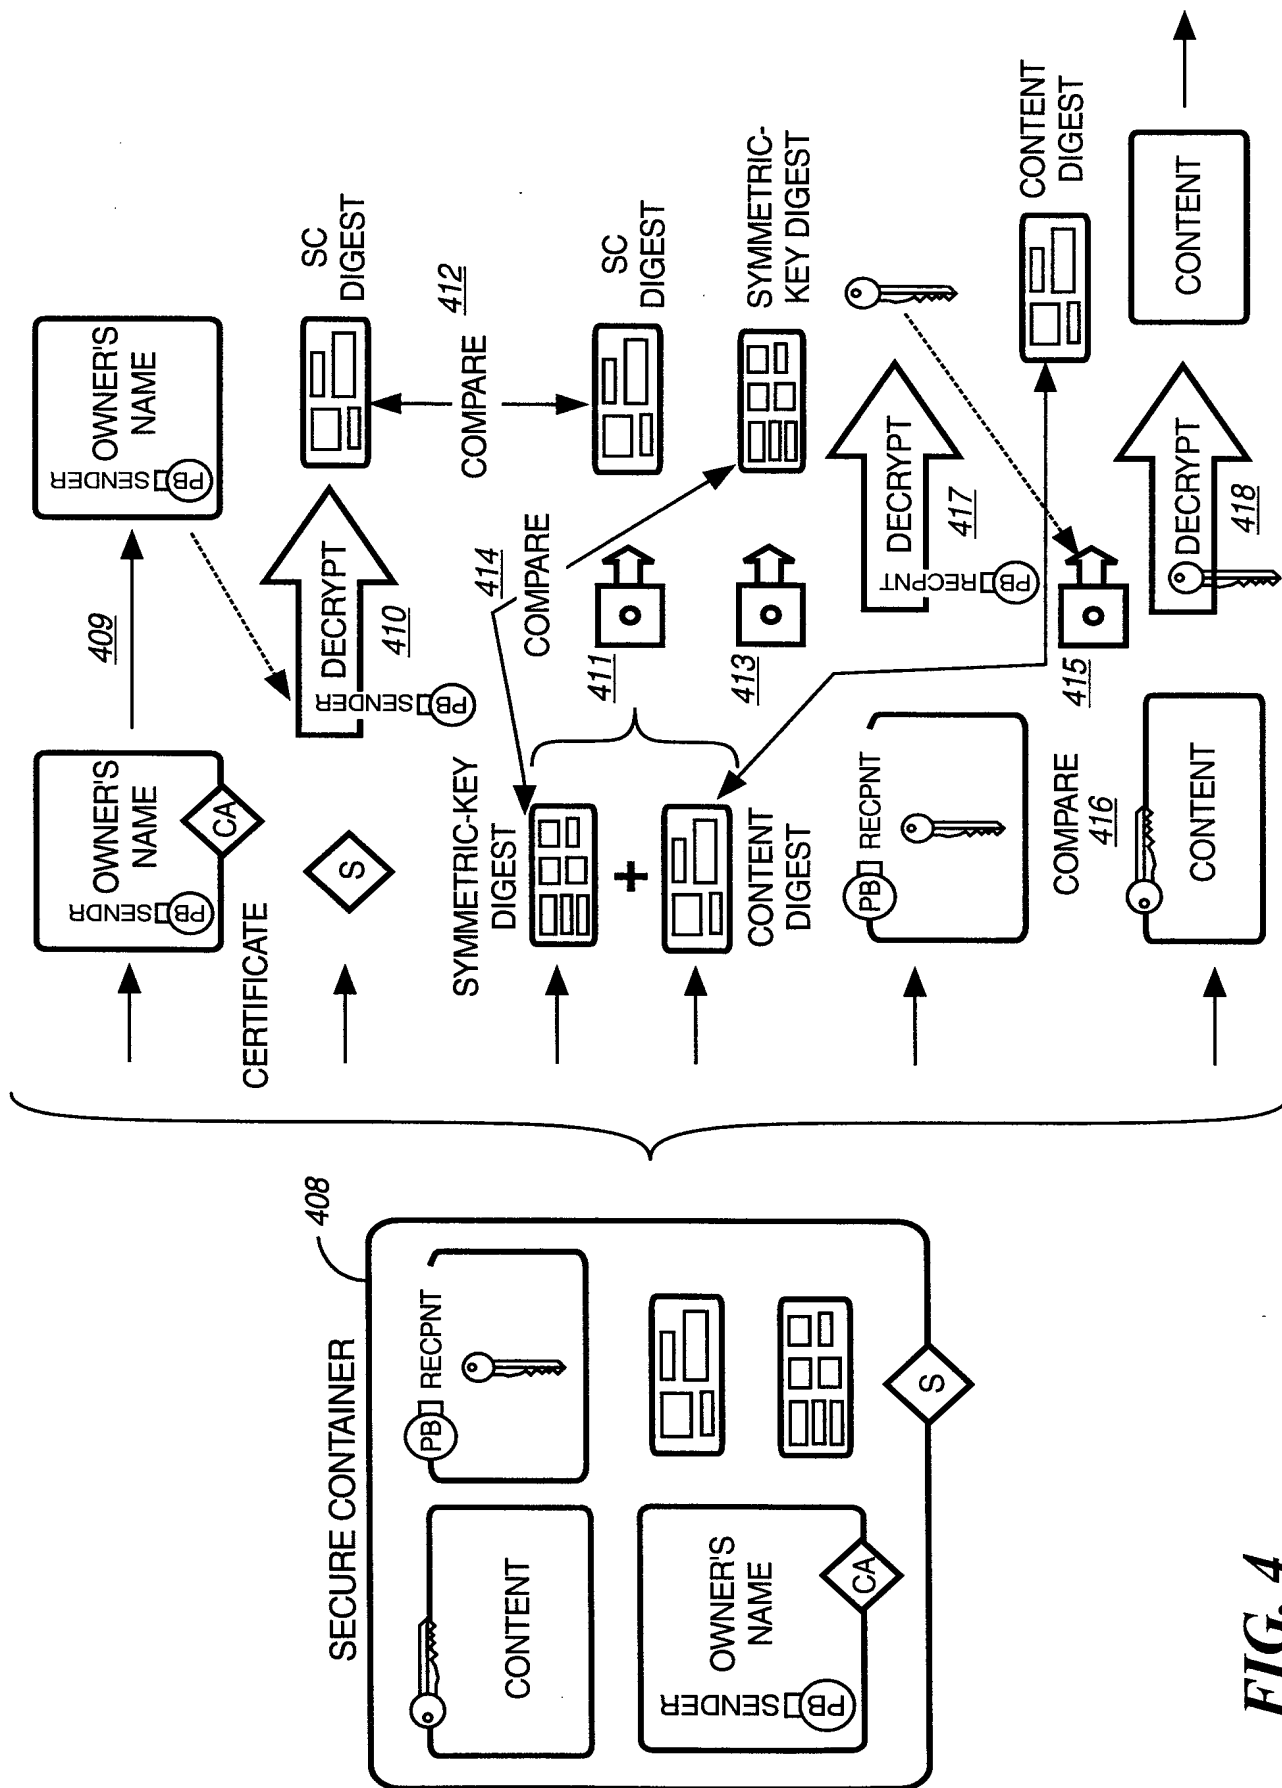 SECURE CONTAINER
408
CONTENT
PB RECPNT
PB SENDER
OWNER'S
NAME
CA
S
PB SENDR
OWNER'S
NAME
CA
CERTIFICATE
409
PB SENDER
OWNER'S
NAME
S
PB SENDER
DECRYPT
410
SC
DIGEST
COMPARE
412
SYMMETRIC-KEY
DIGEST
+
CONTENT
DIGEST
414
COMPARE
411
SC
DIGEST
413
SYMMETRIC-
KEY DIGEST
PB RECPNT
PB RECPNT
DECRYPT
417
COMPARE
416
415
CONTENT
DIGEST
CONTENT
DECRYPT
418
CONTENT
FIG. 4